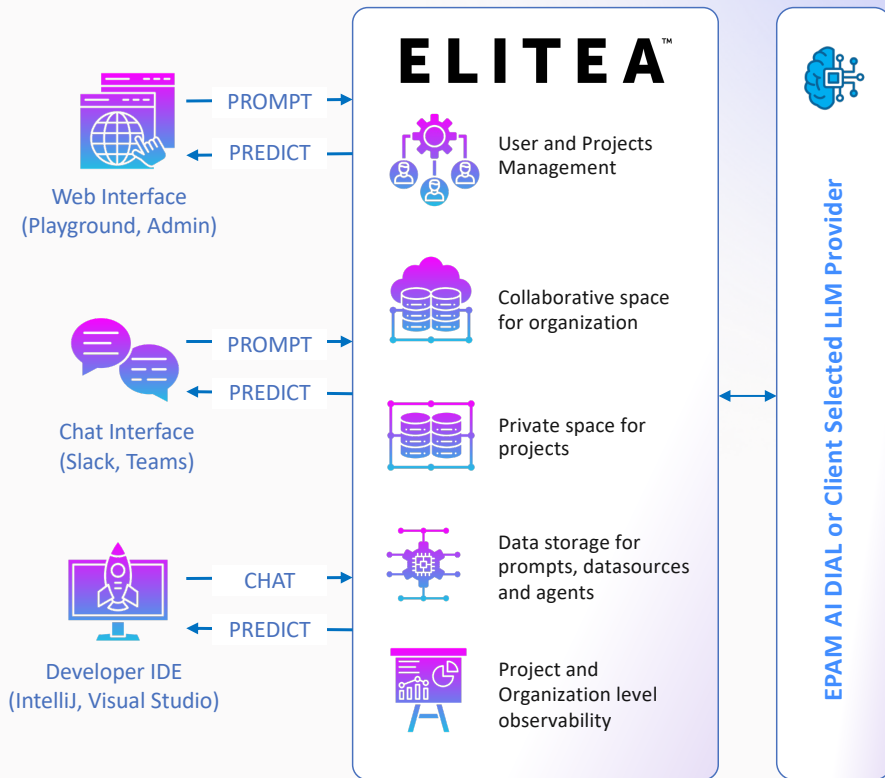 ELITEA™
PROMPT
PREDICT
Web Interface
(Playground, Admin)
User and Projects
Management
PROMPT
PREDICT
Chat Interface
(Slack, Teams)
Collaborative space
for organization
Private space for
projects
CHAT
PREDICT
Developer IDE
(IntelliJ, Visual Studio)
Data storage for
prompts, datasources
and agents
Project and
Organization level
observability
EPAM AI DIAL or Client Selected LLM Provider